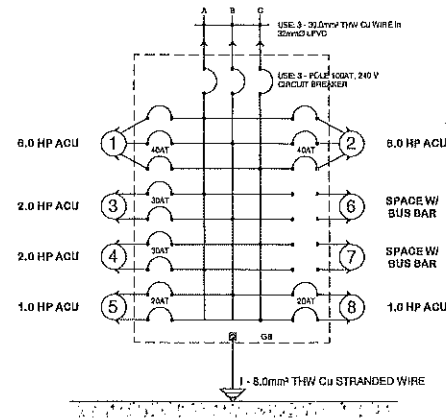 A B C
USE: 3 - 30.0mm² THW Cu WIRE in
32mmØ UPVC
USE: 3 - POLE 100AT, 240 V
CIRCUIT BREAKER
6.0 HP ACU 1 40AT 40AT 2 6.0 HP ACU
2.0 HP ACU 3 30AT 6 SPACE W/
BUS BAR
2.0 HP ACU 4 30AT 7 SPACE W/
BUS BAR
1.0 HP ACU 5 20AT 20AT 8 1.0 HP ACU
GB
1 - 8.0mm² THW Cu STRANDED WIRE